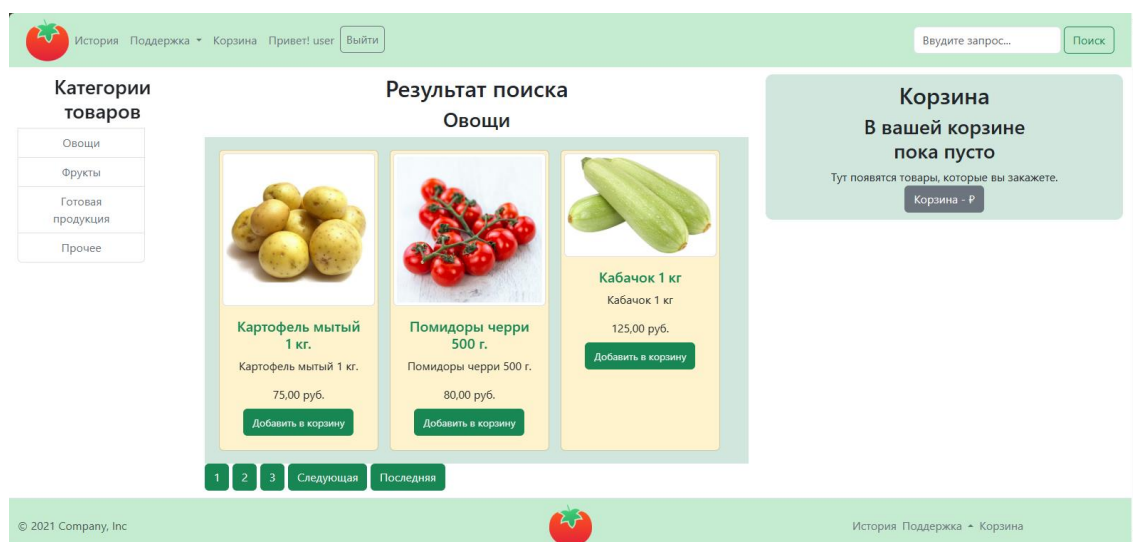 История Поддержка Корзина Привет! user Выйти
Ввудите запрос... Поиск
Категории
товаров
Овощи
Фрукты
Готовая
продукция
Прочее
Результат поиска
Овощи
Картофель мытый
1 кг.
Картофель мытый 1 кг.
75,00 руб.
Добавить в корзину
Помидоры черри
500 г.
Помидоры черри 500 г.
80,00 руб.
Добавить в корзину
Кабачок 1 кг
Кабачок 1 кг
125,00 руб.
Добавить в корзину
1 2 3 Следующая Последняя
Корзина
В вашей корзине
пока пусто
Тут появятся товары, которые вы закажете.
Корзина - ₽
© 2021 Company, Inc
История Поддержка Корзина